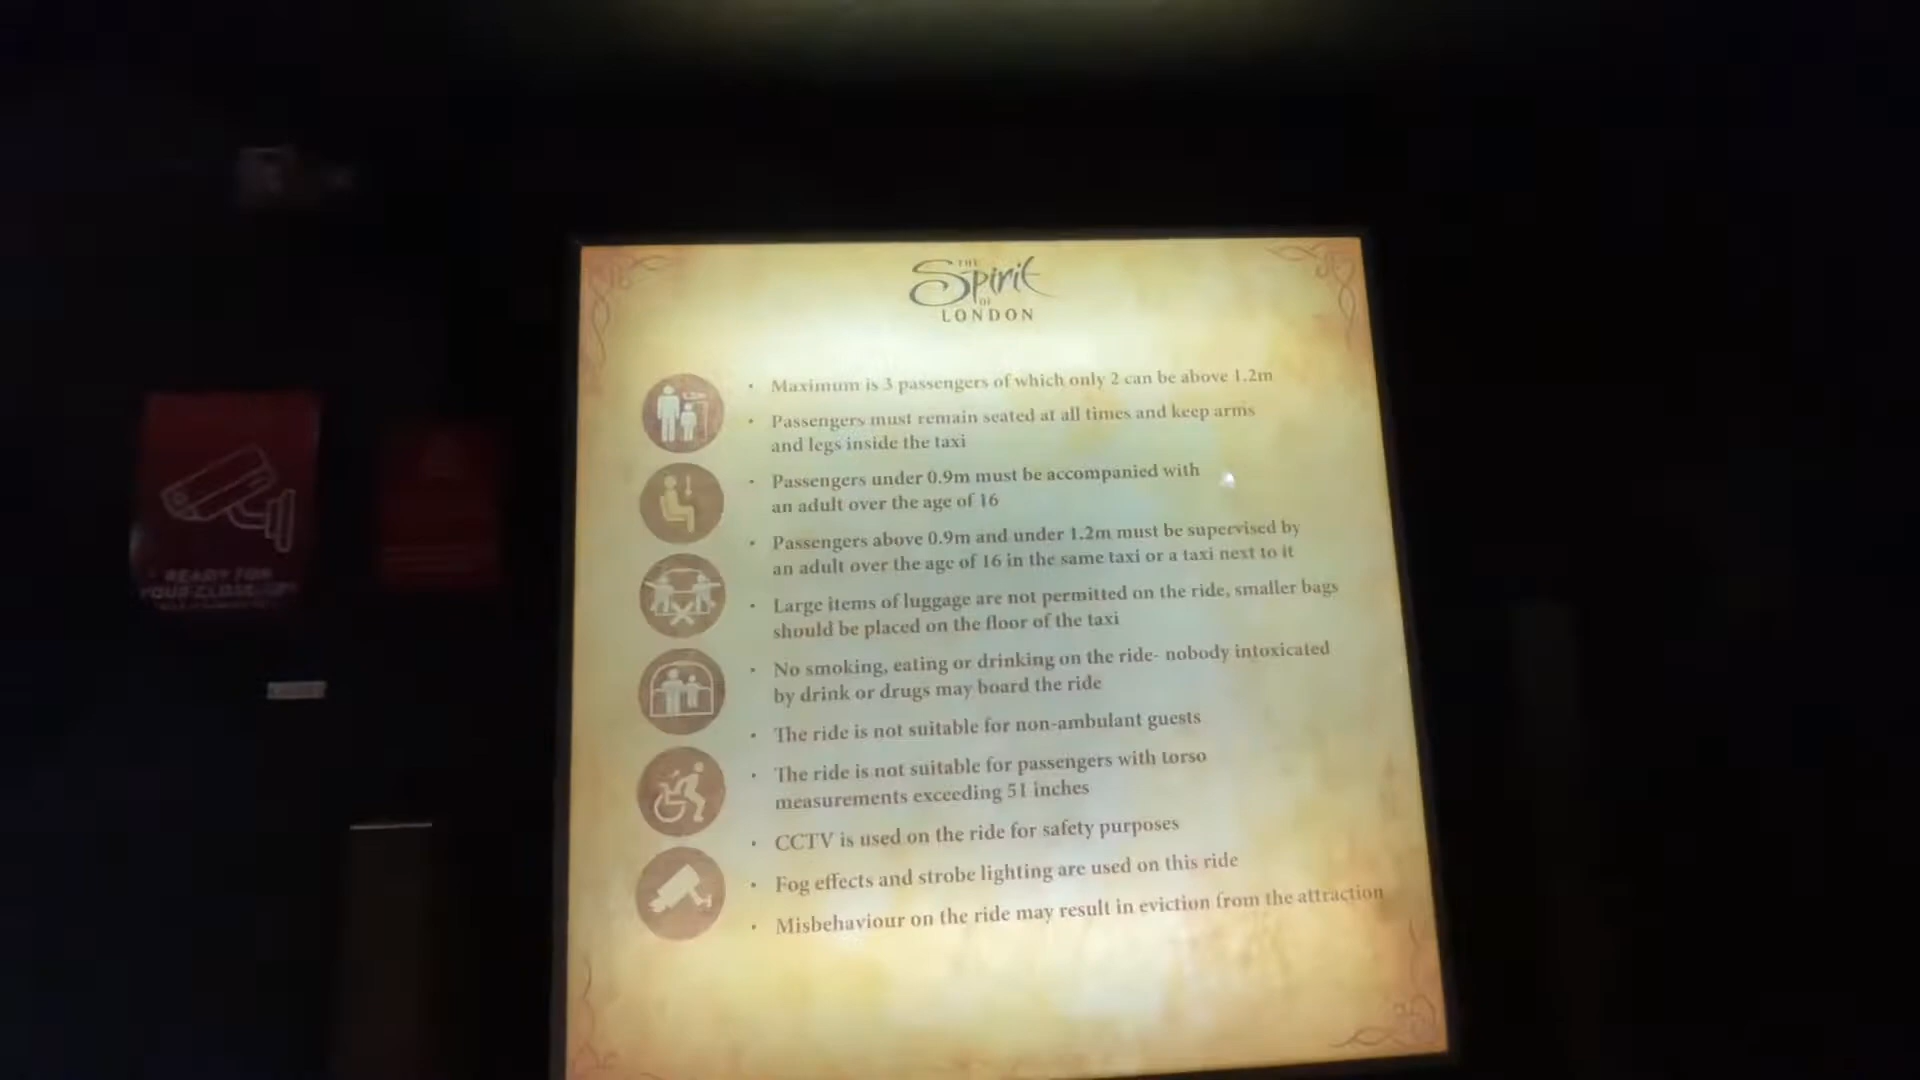 THE
Spirit
OF
LONDON
• Maximum is 3 passengers of which only 2 can be above 1.2m
• Passengers must remain seated at all times and keep arms
and legs inside the taxi
• Passengers under 0.9m must be accompanied with
an adult over the age of 16
• Passengers above 0.9m and under 1.2m must be supervised by
an adult over the age of 16 in the same taxi or a taxi next to it
• Large items of luggage are not permitted on the ride, smaller bags
should be placed on the floor of the taxi
• No smoking, eating or drinking on the ride- nobody intoxicated
by drink or drugs may board the ride
• The ride is not suitable for non-ambulant guests
• The ride is not suitable for passengers with torso
measurements exceeding 51 inches
• CCTV is used on the ride for safety purposes
• Fog effects and strobe lighting are used on this ride
• Misbehaviour on the ride may result in eviction from the attraction
READY FOR
YOUR CLOSE-UP?